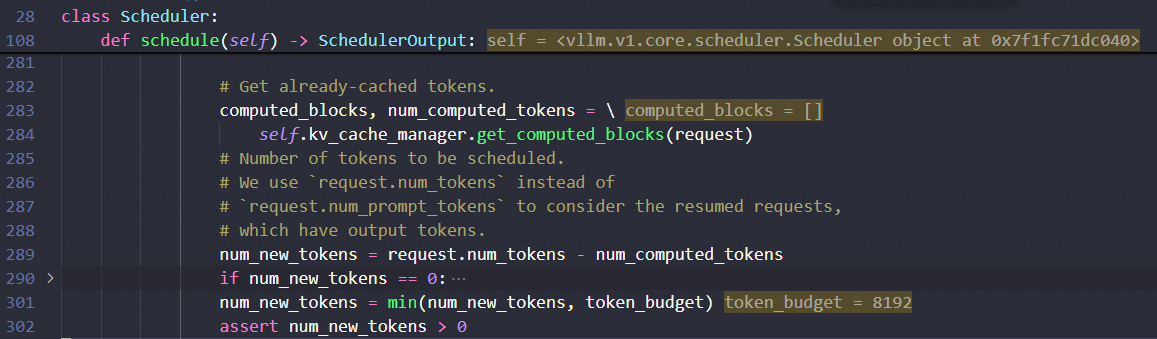 28 class Scheduler:
108 def schedule(self) -> SchedulerOutput: self = <vllm.v1.core.scheduler.Scheduler object at 0x7f1fc71dc040>
281
282 # Get already-cached tokens.
283 computed_blocks, num_computed_tokens = \ computed_blocks = []
284 self.kv_cache_manager.get_computed_blocks(request)
285 # Number of tokens to be scheduled.
286 # We use `request.num_tokens` instead of
287 # `request.num_prompt_tokens` to consider the resumed requests,
288 # which have output tokens.
289 num_new_tokens = request.num_tokens - num_computed_tokens
290 > if num_new_tokens == 0: ···
301 num_new_tokens = min(num_new_tokens, token_budget) token_budget = 8192
302 assert num_new_tokens > 0